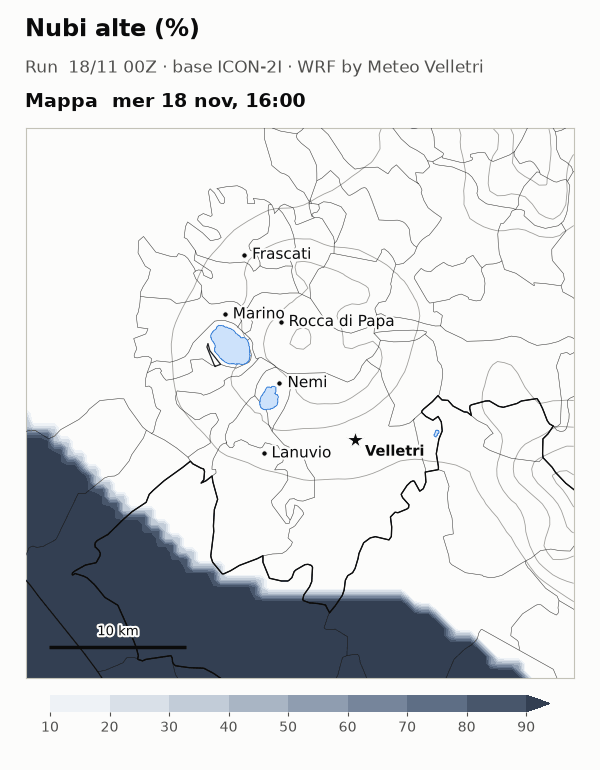 Nubi alte (%)
Run  18/11 00Z · base ICON-2I · WRF by Meteo Velletri
Mappa  mer 18 nov, 16:00
Frascati
Marino
Rocca di Papa
Nemi
Velletri
Lanuvio
10 km
10 20 30 40 50 60 70 80 90